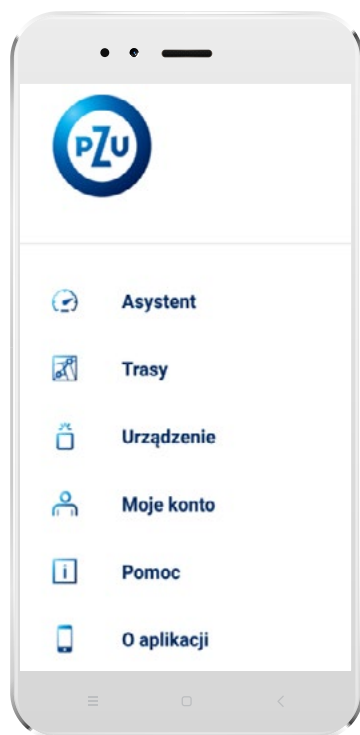 PZU
Asystent
Trasy
Urządzenie
Moje konto
Pomoc
O aplikacji